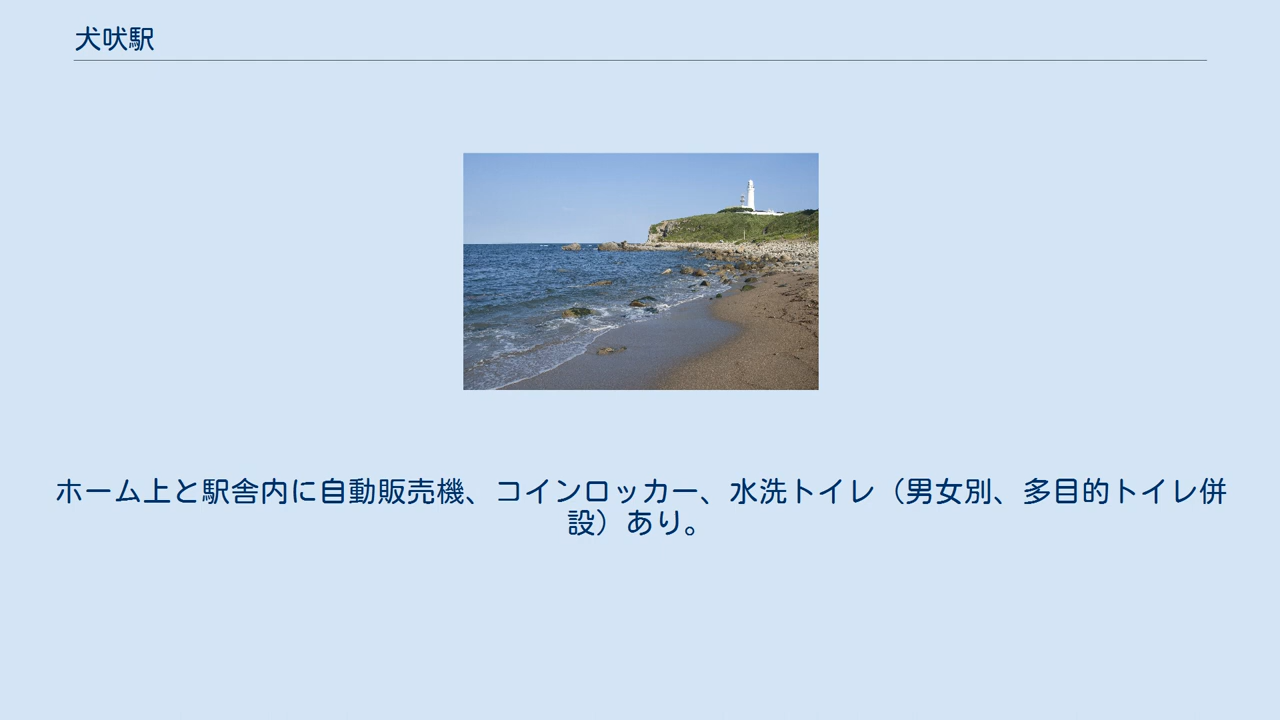 犬吠駅
ホーム上と駅舎内に自動販売機、コインロッカー、水洗トイレ（男女別、多目的トイレ併
設）あり。